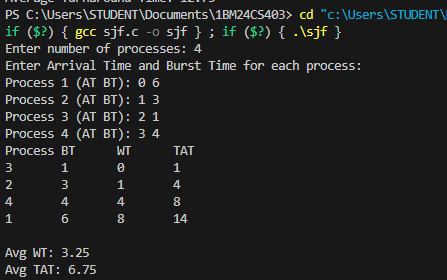 Average Turnaround Time: 12.75
PS C:\Users\STUDENT\Documents\1BM24CS403> cd "c:\Users\STUDENT\
if ($?) { gcc sjf.c -o sjf } ; if ($?) { .\sjf }
Enter number of processes: 4
Enter Arrival Time and Burst Time for each process:
Process 1 (AT BT): 0 6
Process 2 (AT BT): 1 3
Process 3 (AT BT): 2 1
Process 4 (AT BT): 3 4
Process BT WT TAT
3 1 0 1
2 3 1 4
4 4 4 8
1 6 8 14
Avg WT: 3.25
Avg TAT: 6.75